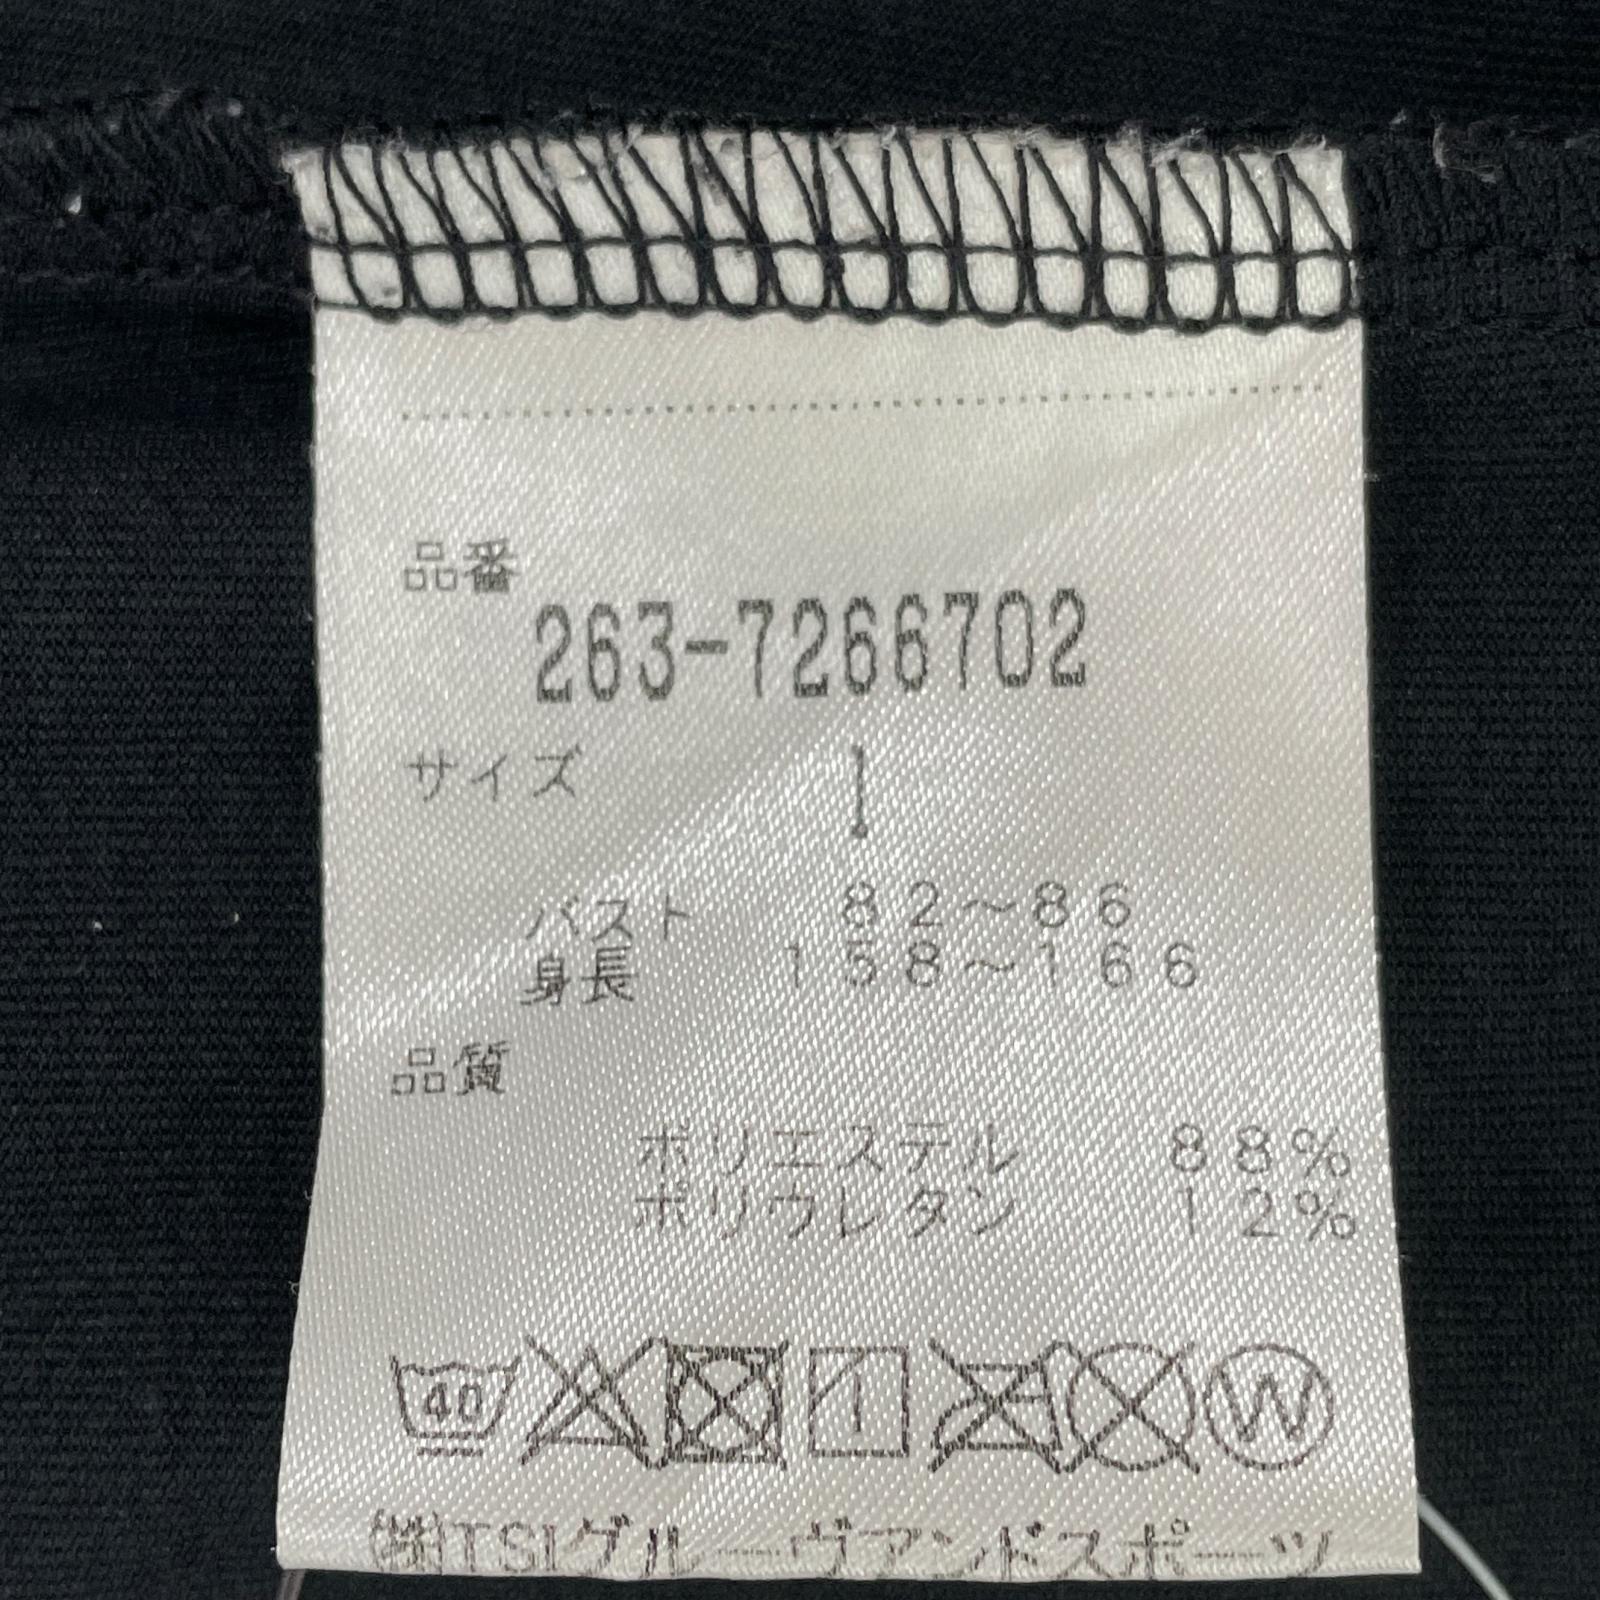 品番
263-7266702
サイズ 1
バスト 82～86
身長 158～166
品質
ポリエステル 88%
ポリウレタン 12%
40 W
㈱TSIグルーヴアンドスポーツ